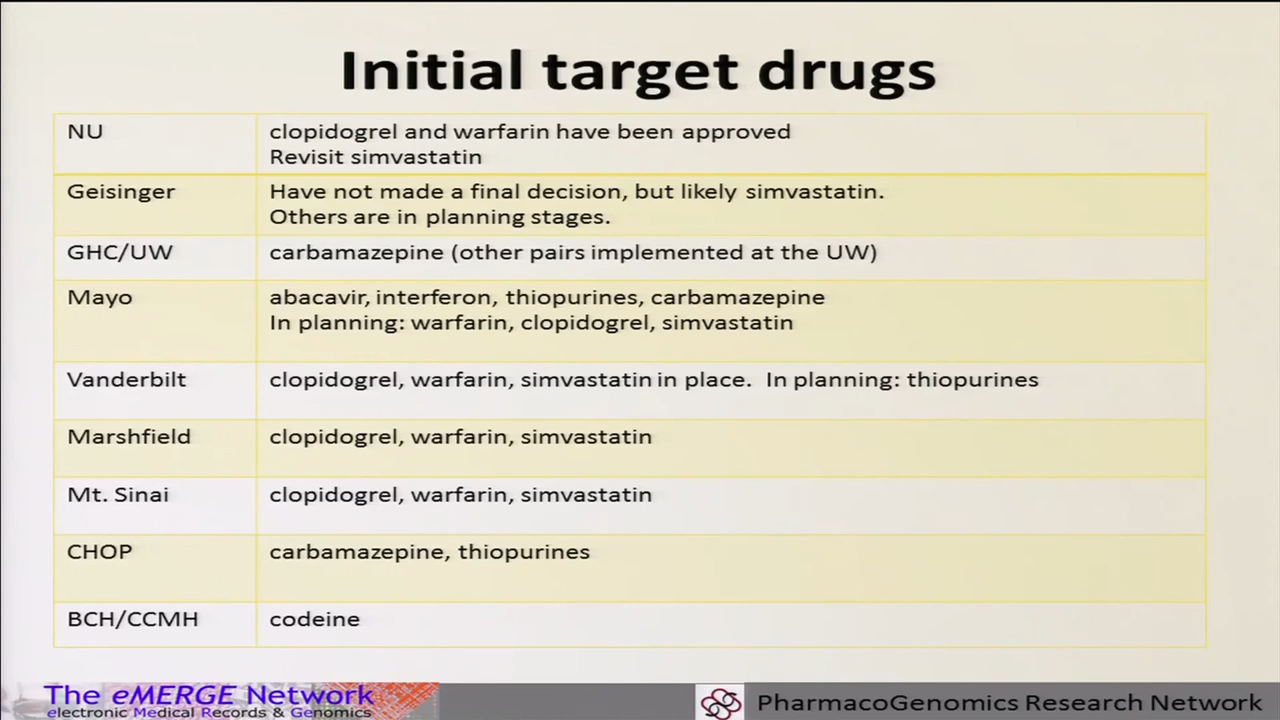 Initial target drugs
NU
clopidogrel and warfarin have been approved
Revisit simvastatin
Geisinger
Have not made a final decision, but likely simvastatin.
Others are in planning stages.
GHC/UW
carbamazepine (other pairs implemented at the UW)
Mayo
abacavir, interferon, thiopurines, carbamazepine
In planning: warfarin, clopidogrel, simvastatin
Vanderbilt
clopidogrel, warfarin, simvastatin in place. In planning: thiopurines
Marshfield
clopidogrel, warfarin, simvastatin
Mt. Sinai
clopidogrel, warfarin, simvastatin
CHOP
carbamazepine, thiopurines
BCH/CCMH
codeine
The eMERGE Network
electronic Medical Records & Genomics
PharmacoGenomics Research Network